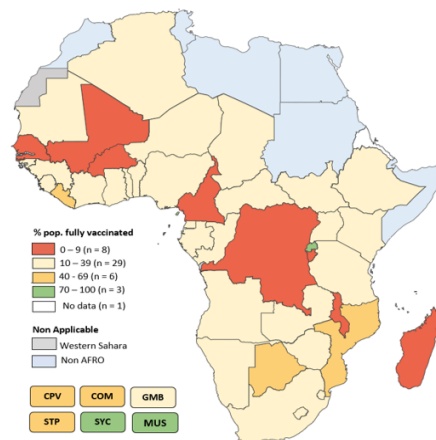 % pop. fully vaccinated
0 – 9 (n = 8)
10 – 39 (n = 29)
40 - 69 (n = 6)
70 – 100 (n = 3)
No data (n = 1)
Non Applicable
Western Sahara
Non AFRO
CPV COM GMB
STP SYC MUS